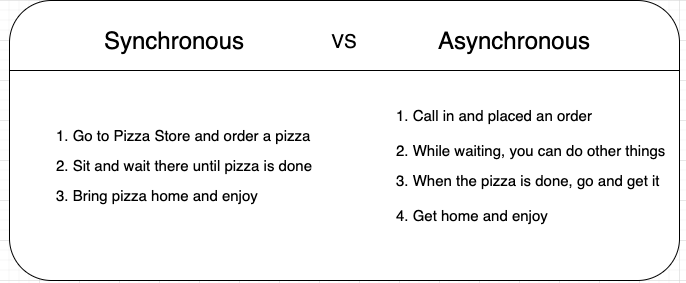 Synchronous VS Asynchronous
1. Go to Pizza Store and order a pizza
2. Sit and wait there until pizza is done
3. Bring pizza home and enjoy
1. Call in and placed an order
2. While waiting, you can do other things
3. When the pizza is done, go and get it
4. Get home and enjoy